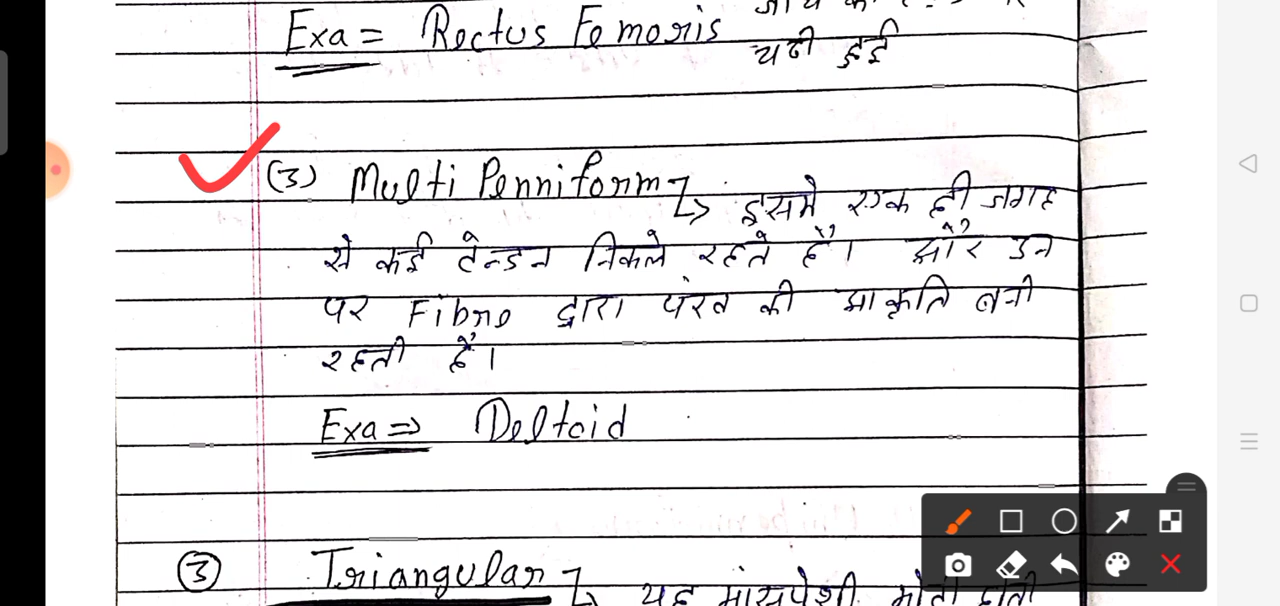 Exa = Rectus Femoris
चढी हुई
(3) Multi Penniform → इसमे एक ही जगह
से कई टेन्डन निकले रहते हैं। और उन
पर Fibre द्वारा पंख की आकृति बनी
रहती हैं।
Exa ⇒ Deltoid
③ Triangular → यह मांसपेशी मोटी होती